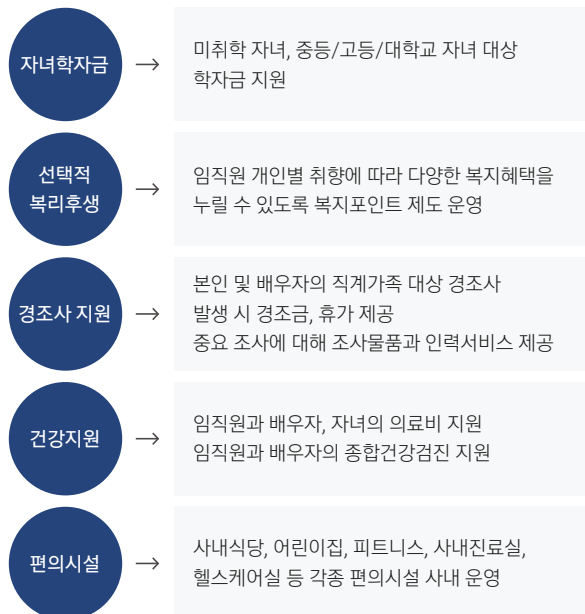 자녀학자금
→
미취학 자녀, 중등/고등/대학교 자녀 대상
학자금 지원
선택적
복리후생
→
임직원 개인별 취향에 따라 다양한 복지혜택을
누릴 수 있도록 복지포인트 제도 운영
경조사 지원
→
본인 및 배우자의 직계가족 대상 경조사
발생 시 경조금, 휴가 제공
중요 조사에 대해 조사물품과 인력서비스 제공
건강지원
→
임직원과 배우자, 자녀의 의료비 지원
임직원과 배우자의 종합건강검진 지원
편의시설
→
사내식당, 어린이집, 피트니스, 사내진료실,
헬스케어실 등 각종 편의시설 사내 운영